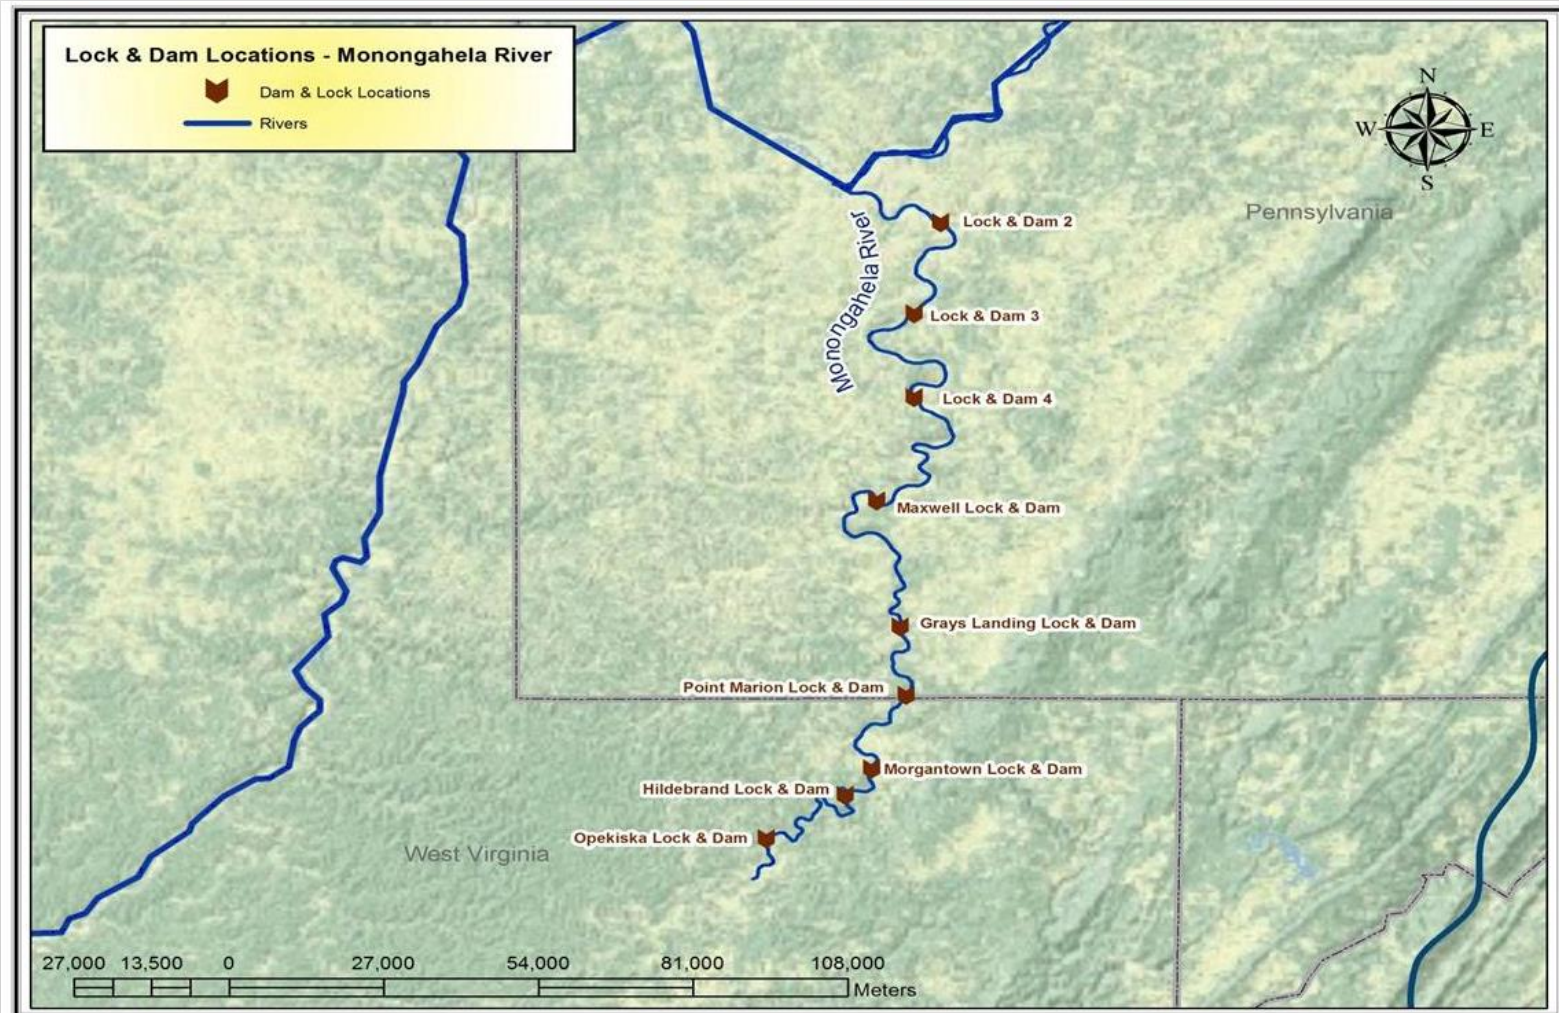 Lock & Dam Locations - Monongahela River
Dam & Lock Locations
Rivers
N
W E
S
Pennsylvania
Lock & Dam 2
Monongahela River
Lock & Dam 3
Lock & Dam 4
Maxwell Lock & Dam
Grays Landing Lock & Dam
Point Marion Lock & Dam
Morgantown Lock & Dam
Hildebrand Lock & Dam
Opekiska Lock & Dam
West Virginia
27,000 13,500 0 27,000 54,000 81,000 108,000
Meters